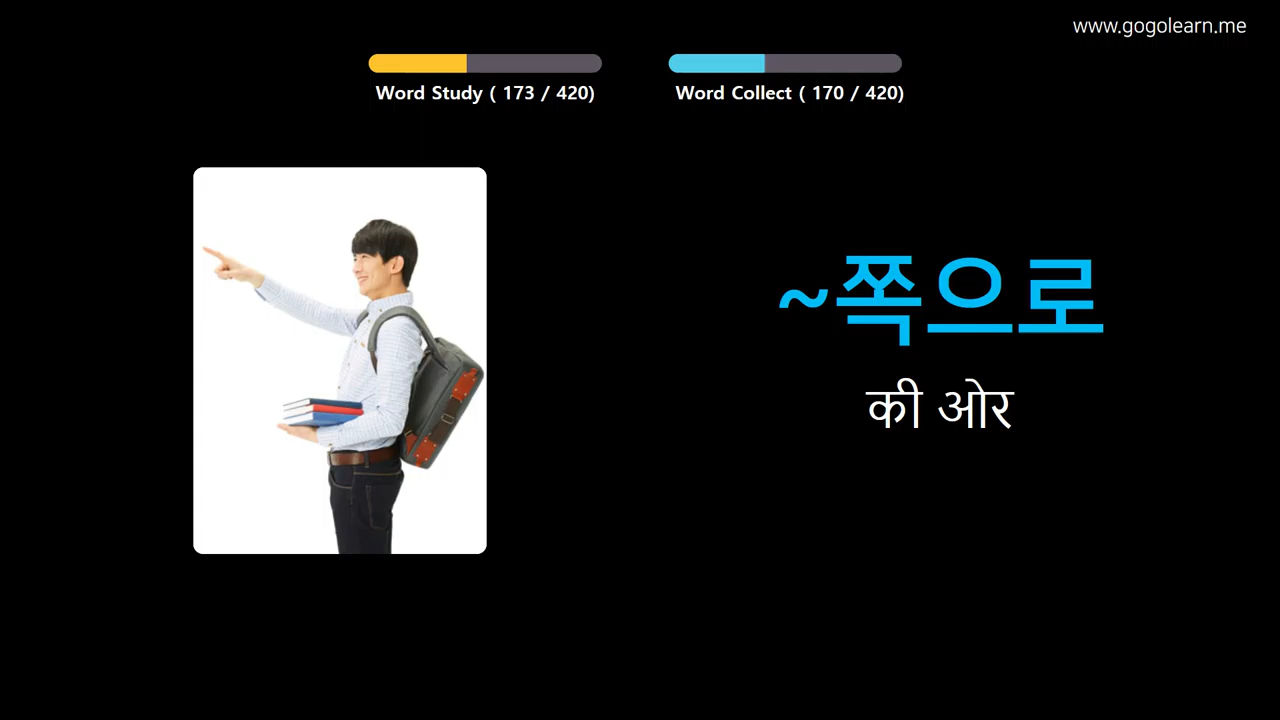 www.gogolearn.me
Word Study ( 173 / 420)
Word Collect ( 170 / 420)
~쪽으로
की ओर